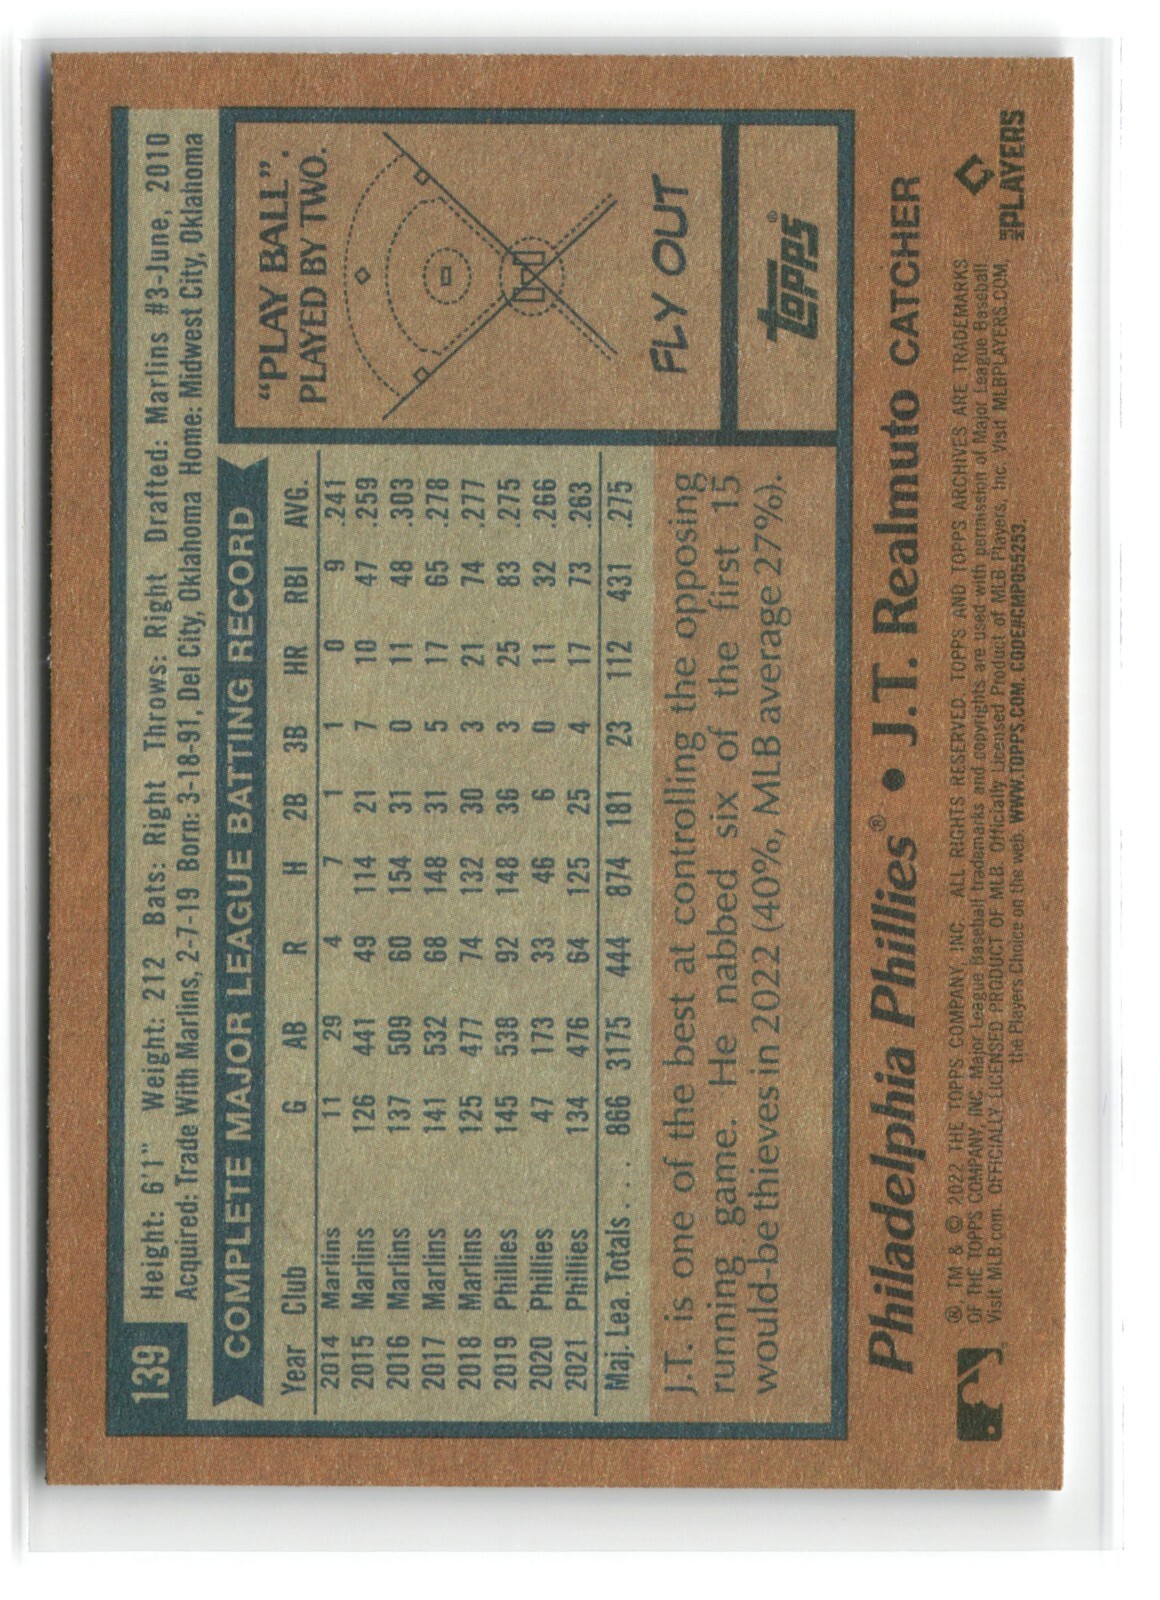 139
Height: 6'1" Weight: 212 Bats: Right Throws: Right Drafted: Marlins #3-June, 2010
Acquired: Trade With Marlins, 2-7-19 Born: 3-18-91, Del City, Oklahoma Home: Midwest City, Oklahoma
COMPLETE MAJOR LEAGUE BATTING RECORD
Year Club G AB R H 2B 3B HR RBI AVG.
2014 Marlins 11 29 4 7 1 1 0 9 .241
2015 Marlins 126 441 49 114 21 7 10 47 .259
2016 Marlins 137 509 60 154 31 0 11 48 .303
2017 Marlins 141 532 68 148 31 5 17 65 .278
2018 Marlins 125 477 74 132 30 3 21 74 .277
2019 Phillies 145 538 92 148 36 3 25 83 .275
2020 Phillies 47 173 33 46 6 0 11 32 .266
2021 Phillies 134 476 64 125 25 4 17 73 .263
Maj. Lea. Totals . . . 866 3175 444 874 181 23 112 431 .275
J.T. is one of the best at controlling the opposing
running game. He nabbed six of the first 15
would-be thieves in 2022 (40%, MLB average 27%).
"PLAY BALL".
PLAYED BY TWO.
FLY OUT
topps®
Philadelphia Phillies® • J.T. Realmuto CATCHER
®, TM & © 2022 THE TOPPS COMPANY, INC. ALL RIGHTS RESERVED. TOPPS AND TOPPS ARCHIVES ARE TRADEMARKS
OF THE TOPPS COMPANY, INC. Major League Baseball trademarks and copyrights are used with permission of Major League Baseball.
Visit MLB.com. OFFICIALLY LICENSED PRODUCT OF MLB. Officially Licensed Product of MLB Players, Inc. Visit MLBPLAYERS.COM,
the Players Choice on the web. WWW.TOPPS.COM. CODE#CMP055253.
MLB PLAYERS INC